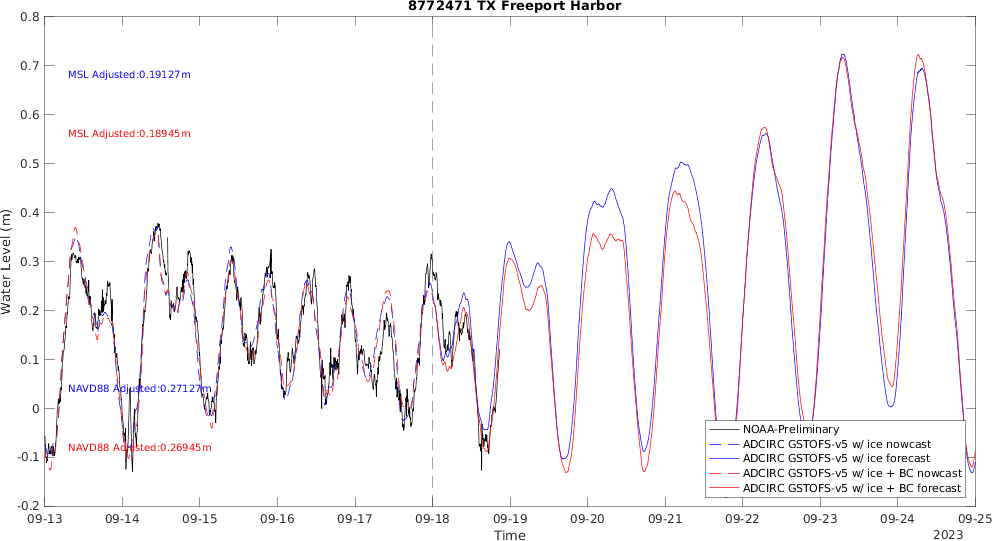 8772471 TX Freeport Harbor
0.8
0.7
0.6
0.5
0.4
0.3
0.2
0.1
0
-0.1
-0.2
Water Level (m)
MSL Adjusted:0.19127m
MSL Adjusted:0.18945m
NAVD88 Adjusted:0.27127m
NAVD88 Adjusted:0.26945m
NOAA-Preliminary
ADCIRC GSTOFS-v5 w/ ice nowcast
ADCIRC GSTOFS-v5 w/ ice forecast
ADCIRC GSTOFS-v5 w/ ice + BC nowcast
ADCIRC GSTOFS-v5 w/ ice + BC forecast
09-13 09-14 09-15 09-16 09-17 09-18 09-19 09-20 09-21 09-22 09-23 09-24 09-25
Time
2023